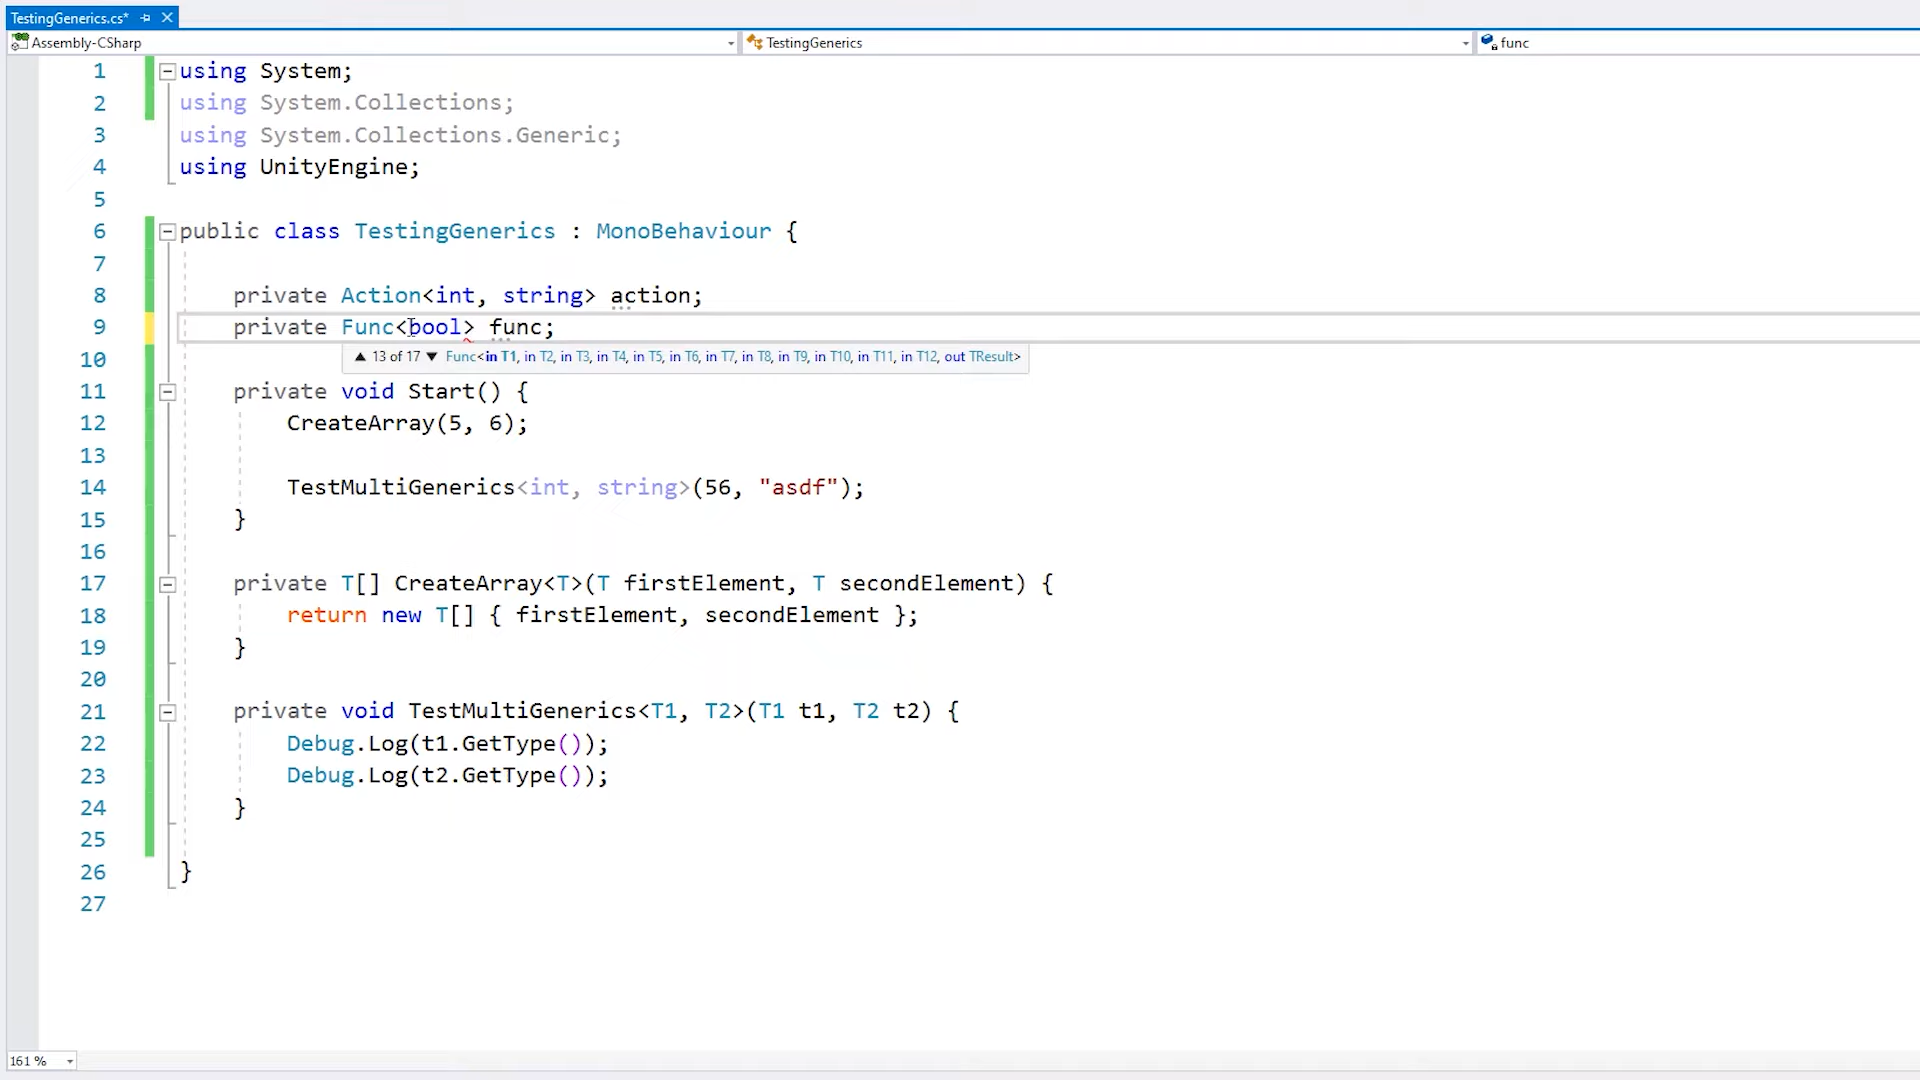 TestingGenerics.cs*
Assembly-CSharp TestingGenerics func
1 using System;
2 using System.Collections;
3 using System.Collections.Generic;
4 using UnityEngine;
5
6 public class TestingGenerics : MonoBehaviour {
7
8 private Action<int, string> action;
9 private Func<bool> func;
13 of 17 Func<in T1, in T2, in T3, in T4, in T5, in T6, in T7, in T8, in T9, in T10, in T11, in T12, out TResult>
10
11 private void Start() {
12 CreateArray(5, 6);
13
14 TestMultiGenerics<int, string>(56, "asdf");
15 }
16
17 private T[] CreateArray<T>(T firstElement, T secondElement) {
18 return new T[] { firstElement, secondElement };
19 }
20
21 private void TestMultiGenerics<T1, T2>(T1 t1, T2 t2) {
22 Debug.Log(t1.GetType());
23 Debug.Log(t2.GetType());
24 }
25
26 }
27
161 %